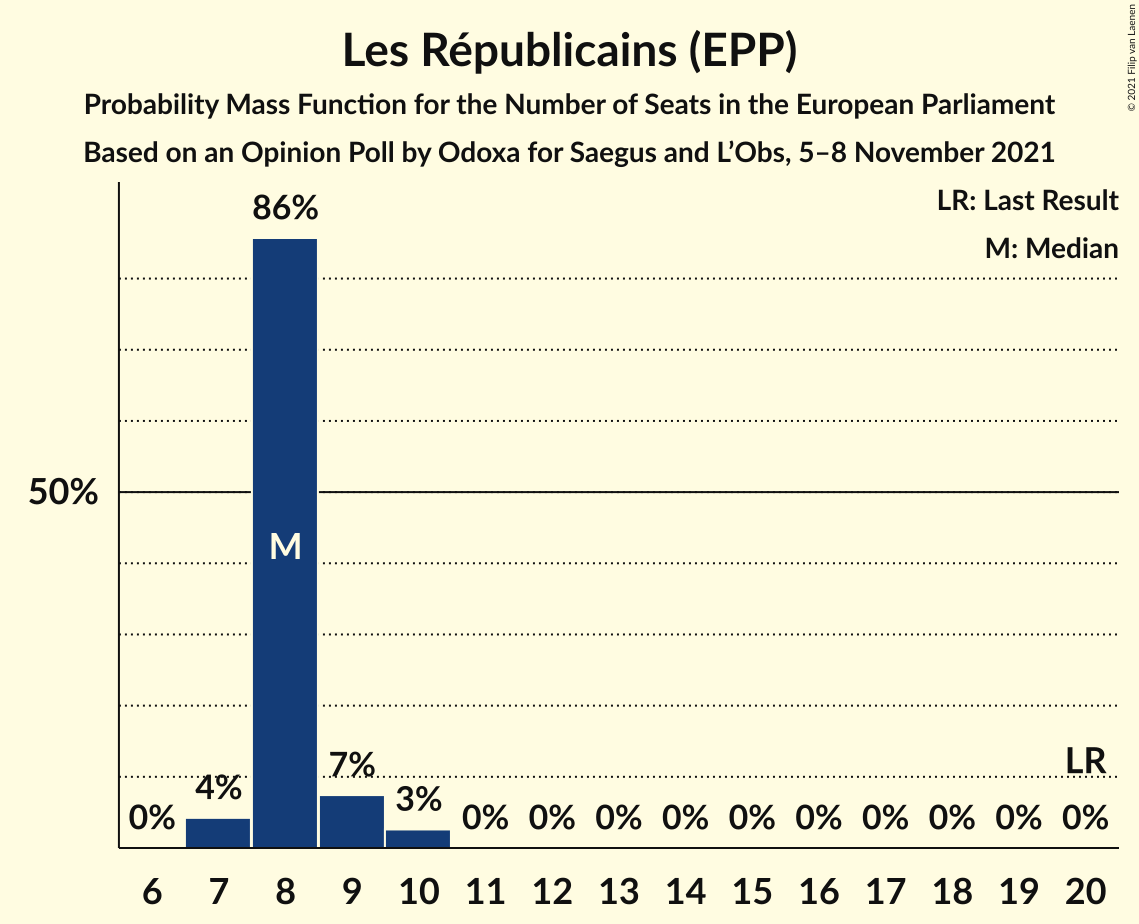 Les Républicains (EPP)
Probability Mass Function for the Number of Seats in the European Parliament
Based on an Opinion Poll by Odoxa for Saegus and L’Obs, 5–8 November 2021
© 2021 Filip van Laenen
LR: Last Result
M: Median
86%
50%
M
LR
0% 4% 7% 3% 0% 0% 0% 0% 0% 0% 0% 0% 0% 0%
6 7 8 9 10 11 12 13 14 15 16 17 18 19 20